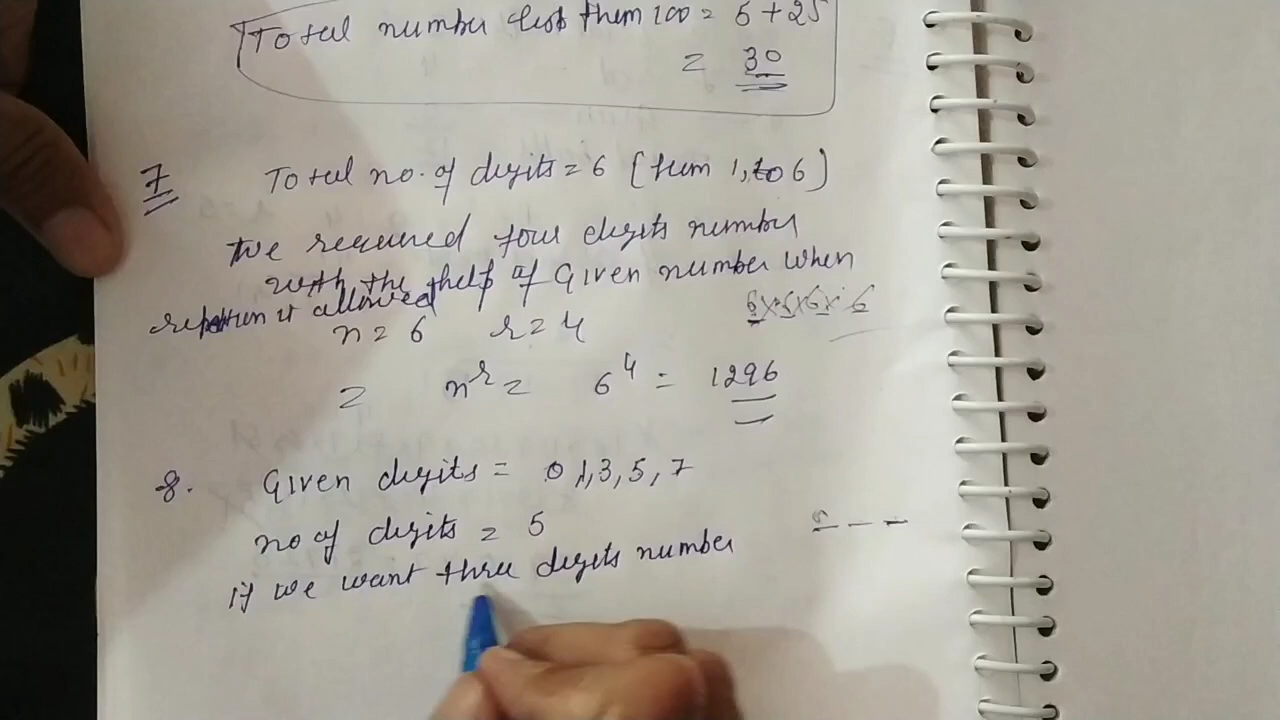 Total number less them 100 = 5 + 25
= 30
7 Total no. of digits = 6 [from 1, to 6)
We required four digits number
with the help of Given number when
repetition is allowed
6×6×6×6
n = 6 r = 4
= n^r = 6^4 = 1296
8. Given digits = 0 1,3,5,7
no of digits = 5
if we want three digits number